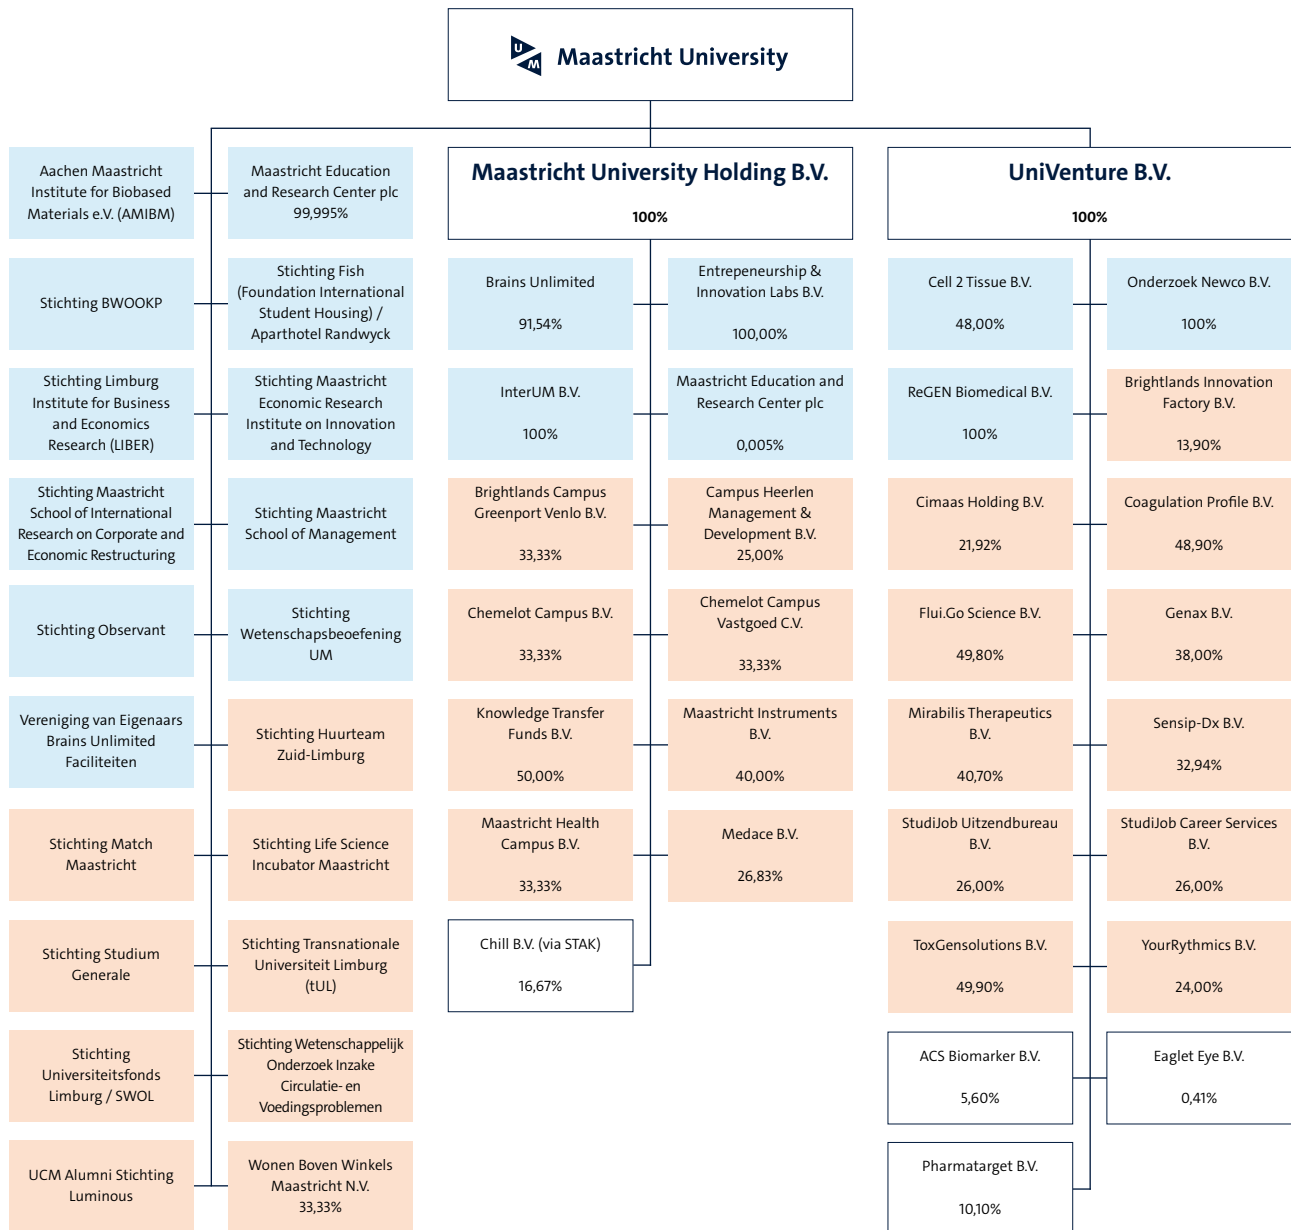 U
M
Maastricht University
Aachen Maastricht
Institute for Biobased
Materials e.V. (AMIBM)
Maastricht Education
and Research Center plc
99,995%
Stichting BWOOKP
Stichting Fish
(Foundation International
Student Housing) /
Aparthotel Randwyck
Stichting Limburg
Institute for Business
and Economics
Research (LIBER)
Stichting Maastricht
Economic Research
Institute on Innovation
and Technology
Stichting Maastricht
School of International
Research on Corporate and
Economic Restructuring
Stichting Maastricht
School of Management
Stichting Observant
Stichting
Wetenschapsbeoefening
UM
Vereniging van Eigenaars
Brains Unlimited
Faciliteiten
Stichting Huurteam
Zuid-Limburg
Stichting Match
Maastricht
Stichting Life Science
Incubator Maastricht
Stichting Studium
Generale
Stichting Transnationale
Universiteit Limburg
(tUL)
Stichting
Universiteitsfonds
Limburg / SWOL
Stichting Wetenschappelijk
Onderzoek Inzake
Circulatie- en
Voedingsproblemen
UCM Alumni Stichting
Luminous
Wonen Boven Winkels
Maastricht N.V.
33,33%
Maastricht University Holding B.V.
100%
Brains Unlimited
91,54%
Entrepeneurship &
Innovation Labs B.V.
100,00%
InterUM B.V.
100%
Maastricht Education and
Research Center plc
0,005%
Brightlands Campus
Greenport Venlo B.V.
33,33%
Campus Heerlen
Management &
Development B.V.
25,00%
Chemelot Campus B.V.
33,33%
Chemelot Campus
Vastgoed C.V.
33,33%
Knowledge Transfer
Funds B.V.
50,00%
Maastricht Instruments
B.V.
40,00%
Maastricht Health
Campus B.V.
33,33%
Medace B.V.
26,83%
Chill B.V. (via STAK)
16,67%
UniVenture B.V.
100%
Cell 2 Tissue B.V.
48,00%
Onderzoek Newco B.V.
100%
ReGEN Biomedical B.V.
100%
Brightlands Innovation
Factory B.V.
13,90%
Cimaas Holding B.V.
21,92%
Coagulation Profile B.V.
48,90%
Flui.Go Science B.V.
49,80%
Genax B.V.
38,00%
Mirabilis Therapeutics
B.V.
40,70%
Sensip-Dx B.V.
32,94%
StudiJob Uitzendbureau
B.V.
26,00%
StudiJob Career Services
B.V.
26,00%
ToxGensolutions B.V.
49,90%
YourRythmics B.V.
24,00%
ACS Biomarker B.V.
5,60%
Eaglet Eye B.V.
0,41%
Pharmatarget B.V.
10,10%